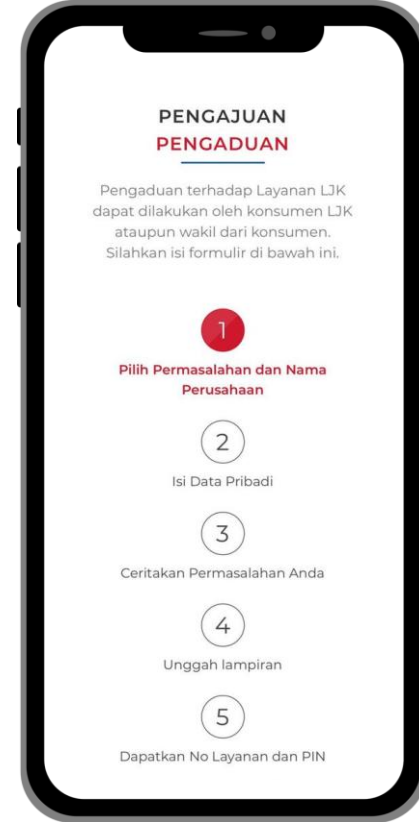 PENGAJUAN
PENGADUAN
Pengaduan terhadap Layanan LJK
dapat dilakukan oleh konsumen LJK
ataupun wakil dari konsumen.
Silahkan isi formulir di bawah ini.
1
Pilih Permasalahan dan Nama
Perusahaan
2
Isi Data Pribadi
3
Ceritakan Permasalahan Anda
4
Unggah lampiran
5
Dapatkan No Layanan dan PIN